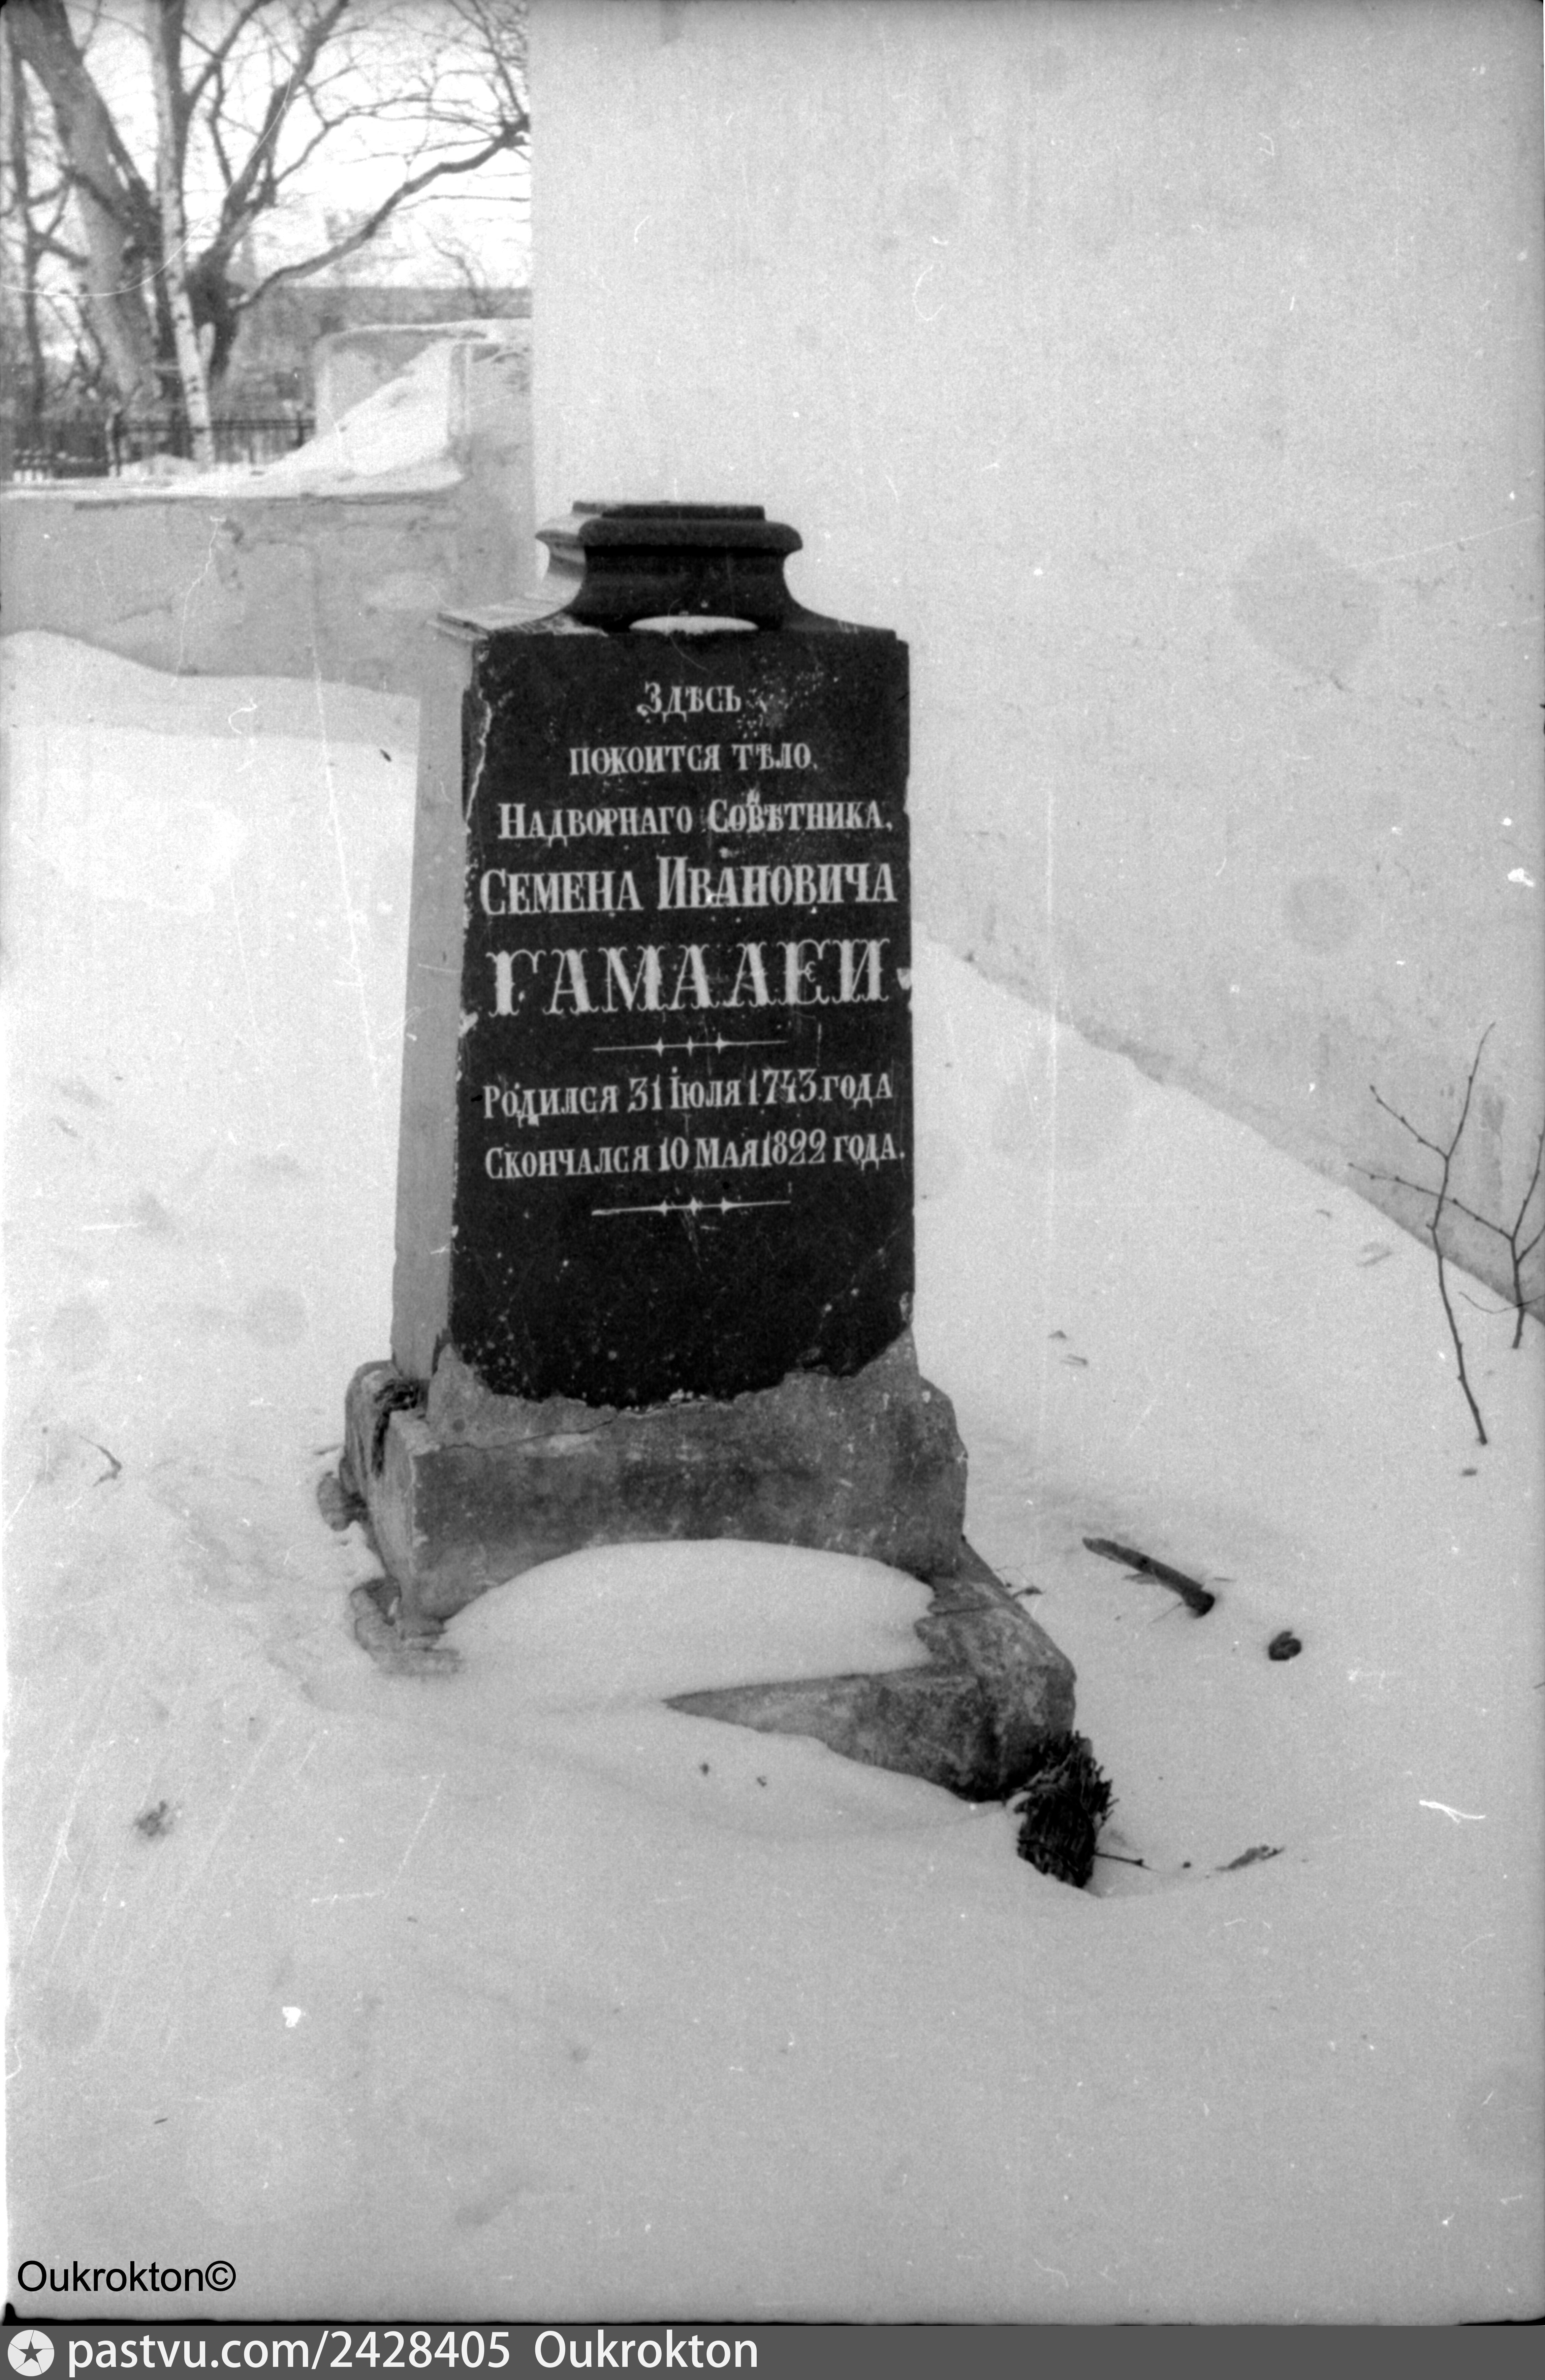 Здѣсь
покоится тѣло,
Надворнаго Совѣтника,
Семена Ивановича
ГАМАЛЕИ.
Родился 31 Іюля 1743 года
Скончался 10 Мая 1822 года.
Oukrokton©
pastvu.com/2428405 Oukrokton